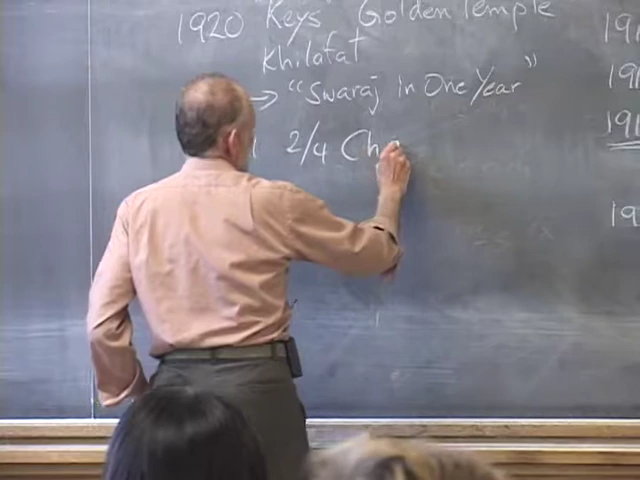 1920 "Keys" Golden Temple
Khilafat
→ "Swaraj in One Year"
2/4 Cha